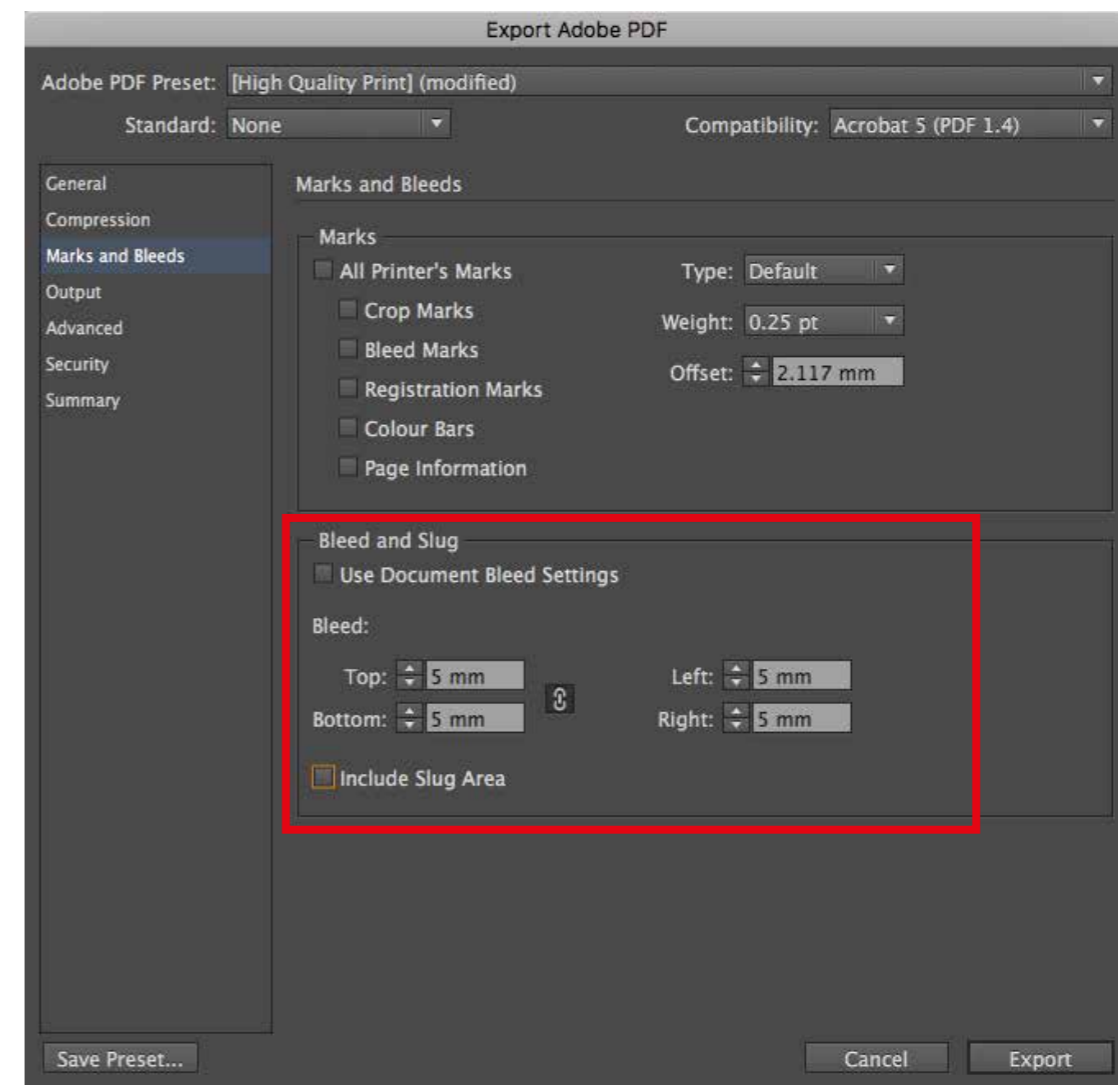 Export Adobe PDF
Adobe PDF Preset: [High Quality Print] (modified)
Standard: None Compatibility: Acrobat 5 (PDF 1.4)
General
Compression
Marks and Bleeds
Output
Advanced
Security
Summary
Marks and Bleeds
Marks
All Printer's Marks
Crop Marks
Bleed Marks
Registration Marks
Colour Bars
Page Information
Type: Default
Weight: 0.25 pt
Offset: 2.117 mm
Bleed and Slug
Use Document Bleed Settings
Bleed:
Top: 5 mm Left: 5 mm
Bottom: 5 mm Right: 5 mm
Include Slug Area
Save Preset... Cancel Export